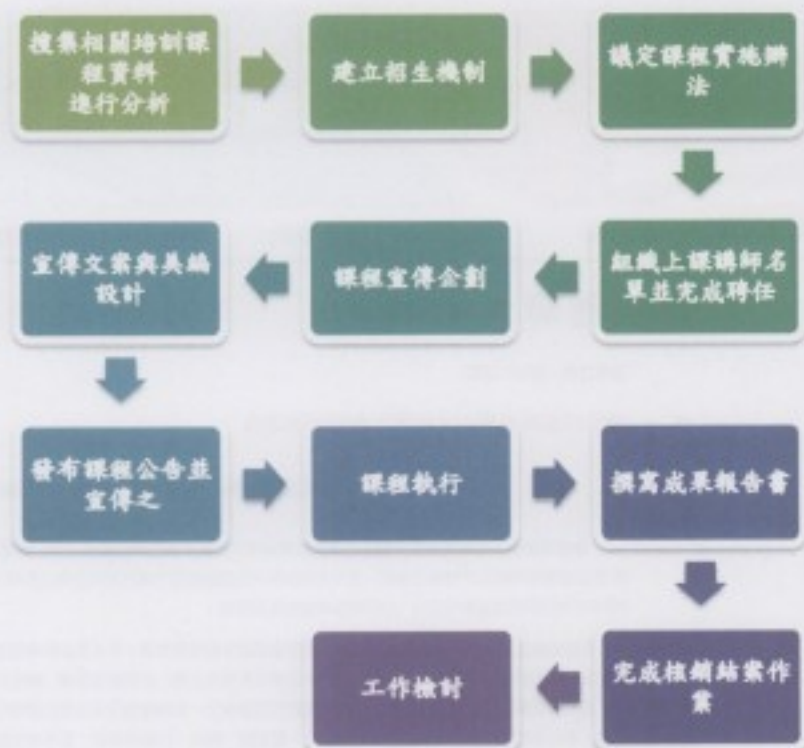 搜集相關培訓課
程資料
進行分析
建立招生機制
議定課程實施辦
法
組織上課講師名
單並完成聘任
課程宣傳企劃
宣傳文案與美編
設計
發布課程公告並
宣傳之
課程執行
撰寫成果報告書
完成核銷結案作
業
工作檢討